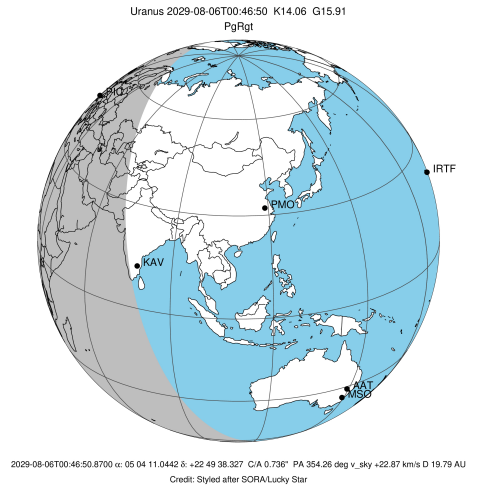 Uranus 2029-08-06T00:46:50 K14.06 G15.91
PgRgt
PIC
IRTF
PMO
KAV
AAT
MSO
2029-08-06T00:46:50.8700 α: 05 04 11.0442 δ: +22 49 38.327 C/A 0.736" PA 354.26 deg v_sky +22.87 km/s D 19.79 AU
Credit: Styled after SORA/Lucky Star